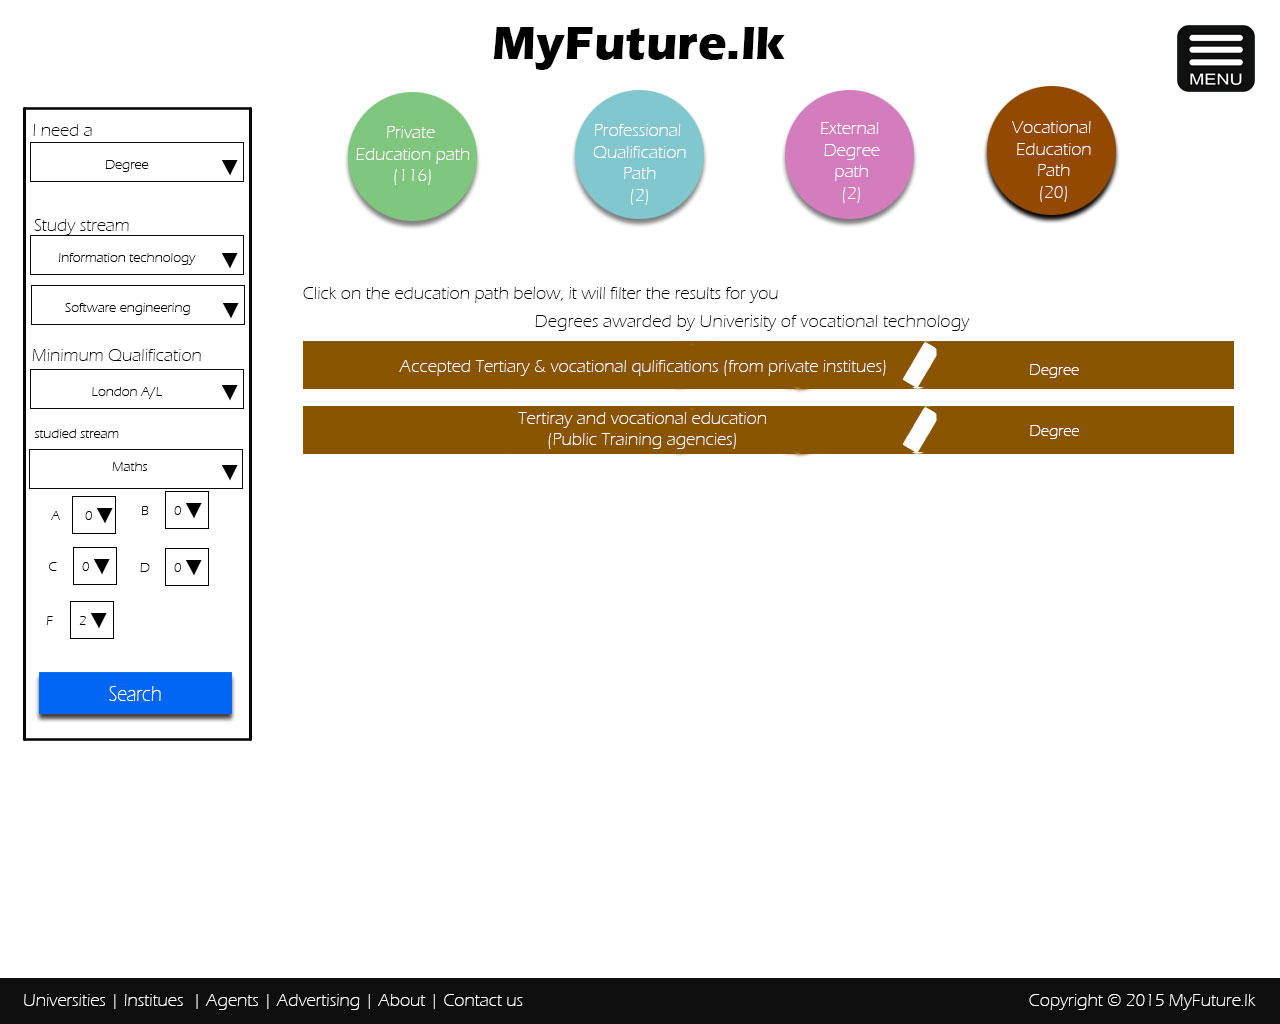 MyFuture.lk
MENU
I need a
Degree
Study stream
Information technology
Software engineering
Minimum Qualification
London A/L
studied stream
Maths
A 0 B 0
C 0 D 0
F 2
Search
Private
Education path
(116)
Professional
Qualification
Path
(2)
External
Degree
path
(2)
Vocational
Education
Path
(20)
Click on the education path below, it will filter the results for you
Degrees awarded by Univerisity of vocational technology
Accepted Tertiary & vocational qulifications (from private institues) Degree
Tertiray and vocational education
(Public Training agencies) Degree
Universities | Institues | Agents | Advertising | About | Contact us
Copyright © 2015 MyFuture.lk